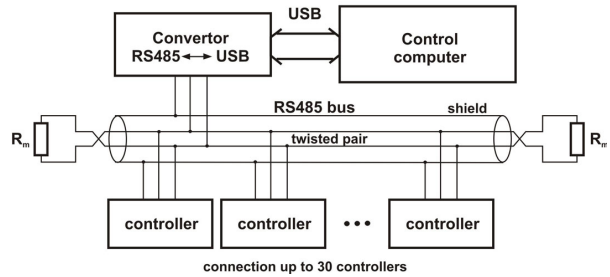 USB
Convertor
RS485 USB
Control
computer
RS485 bus
shield
Rm
twisted pair
Rm
controller
controller
•••
controller
connection up to 30 controllers